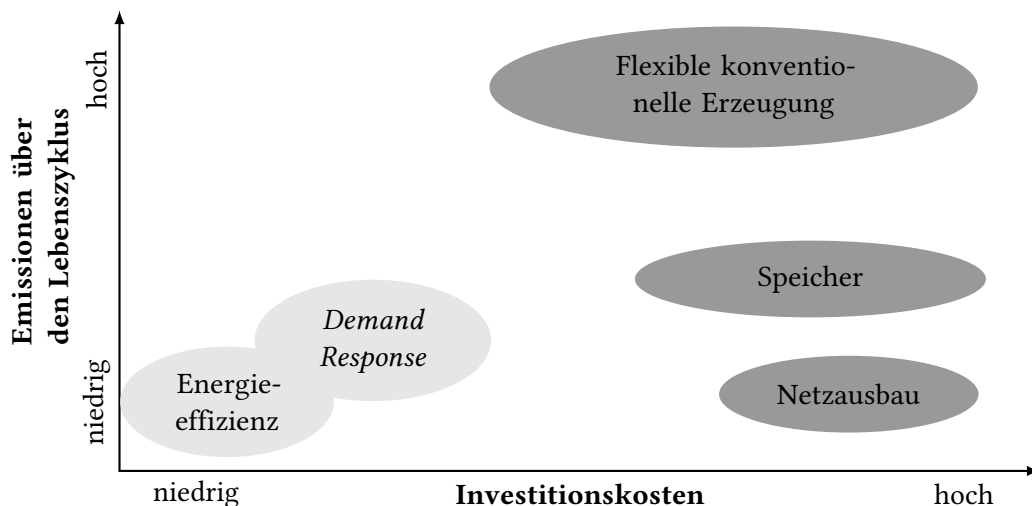 Emissionen über
den Lebenszyklus
hoch
niedrig
Flexible konventio-
nelle Erzeugung
Speicher
Demand
Response
Energie-
effizienz
Netzausbau
niedrig
Investitionskosten
hoch